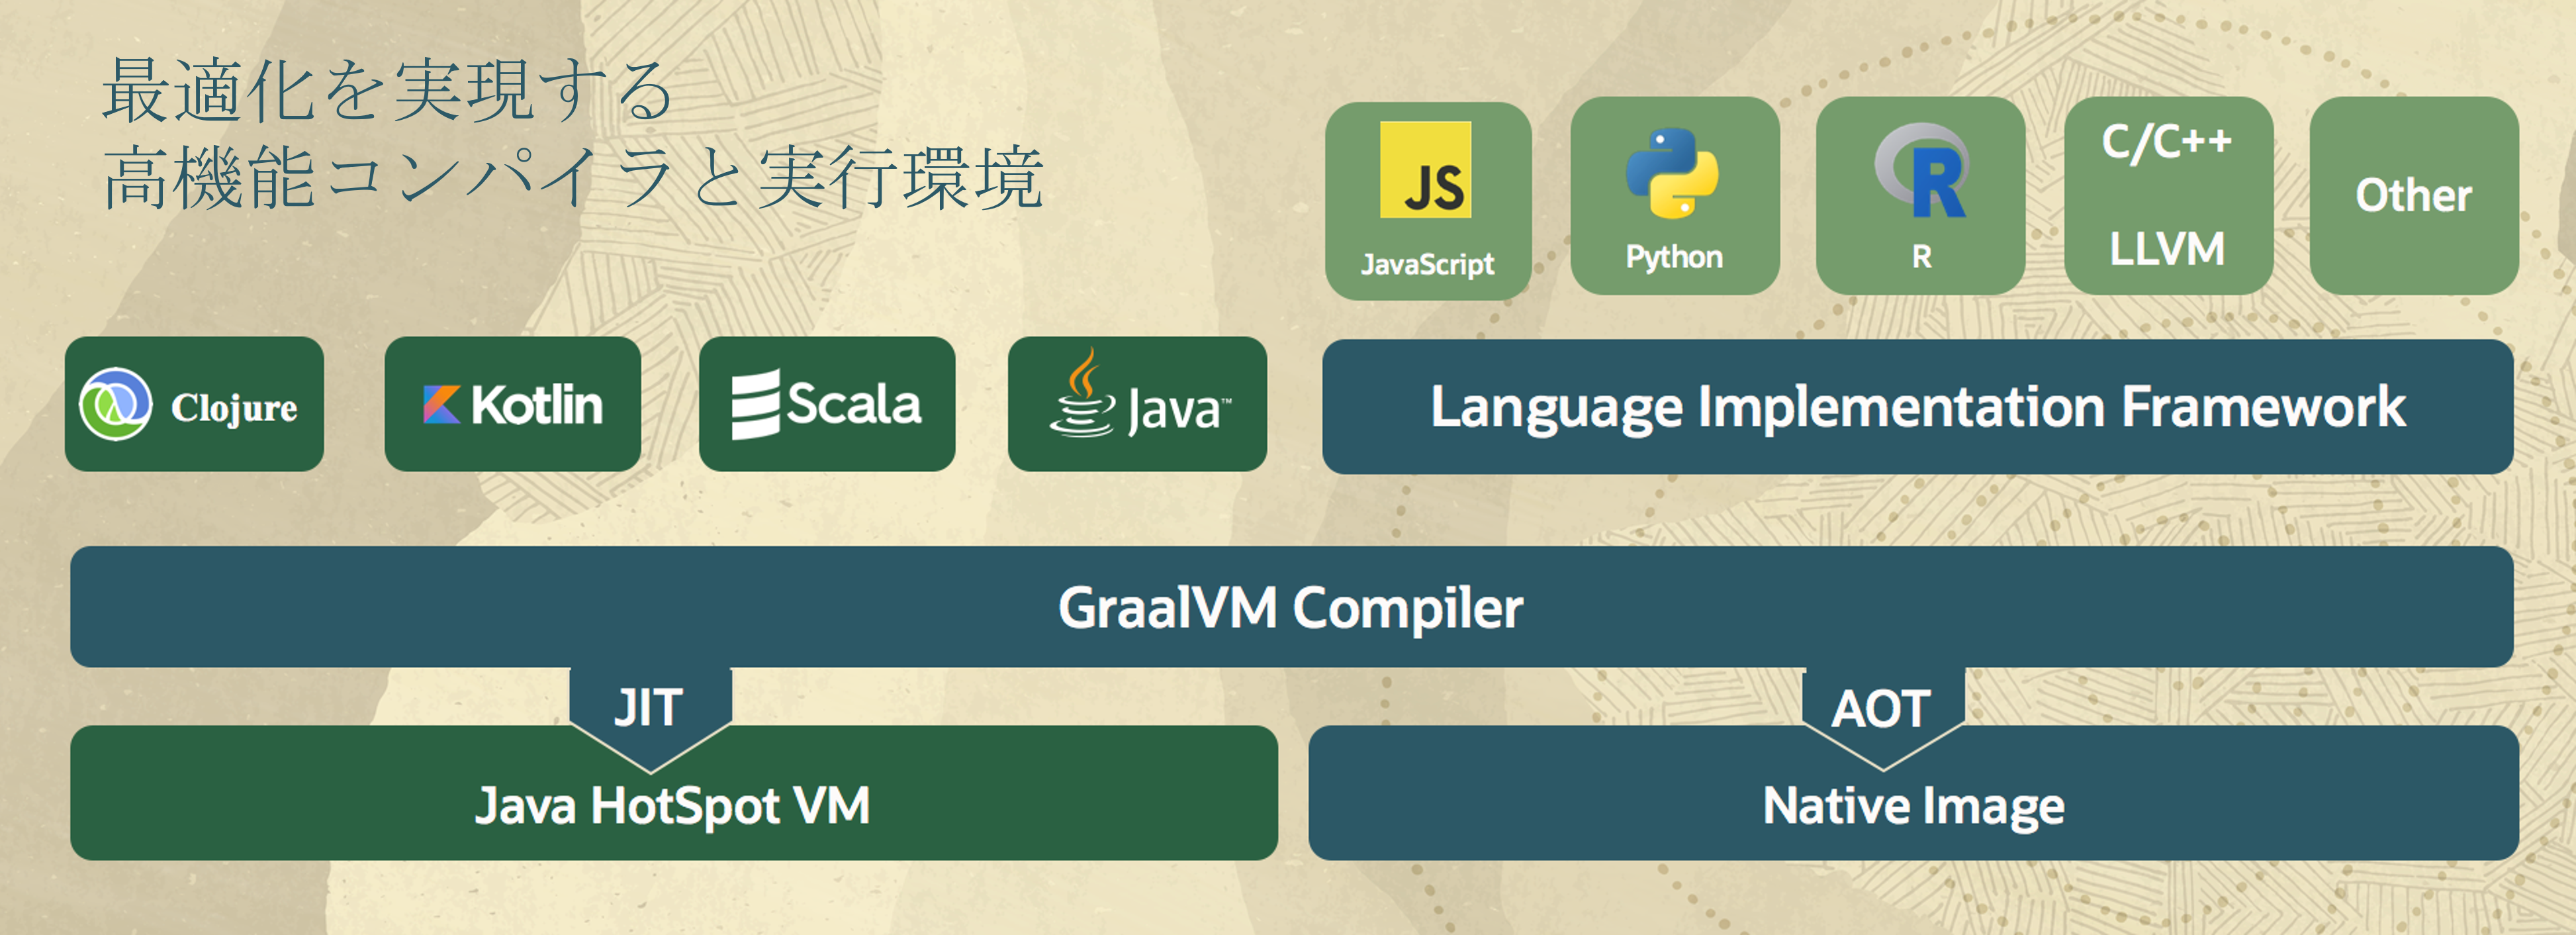 最適化を実現する
高機能コンパイラと実行環境
JS
JavaScript
Python
R
R
C/C++
LLVM
Other
Clojure
Kotlin
Scala
Java™
Language Implementation Framework
GraalVM Compiler
JIT
AOT
Java HotSpot VM
Native Image